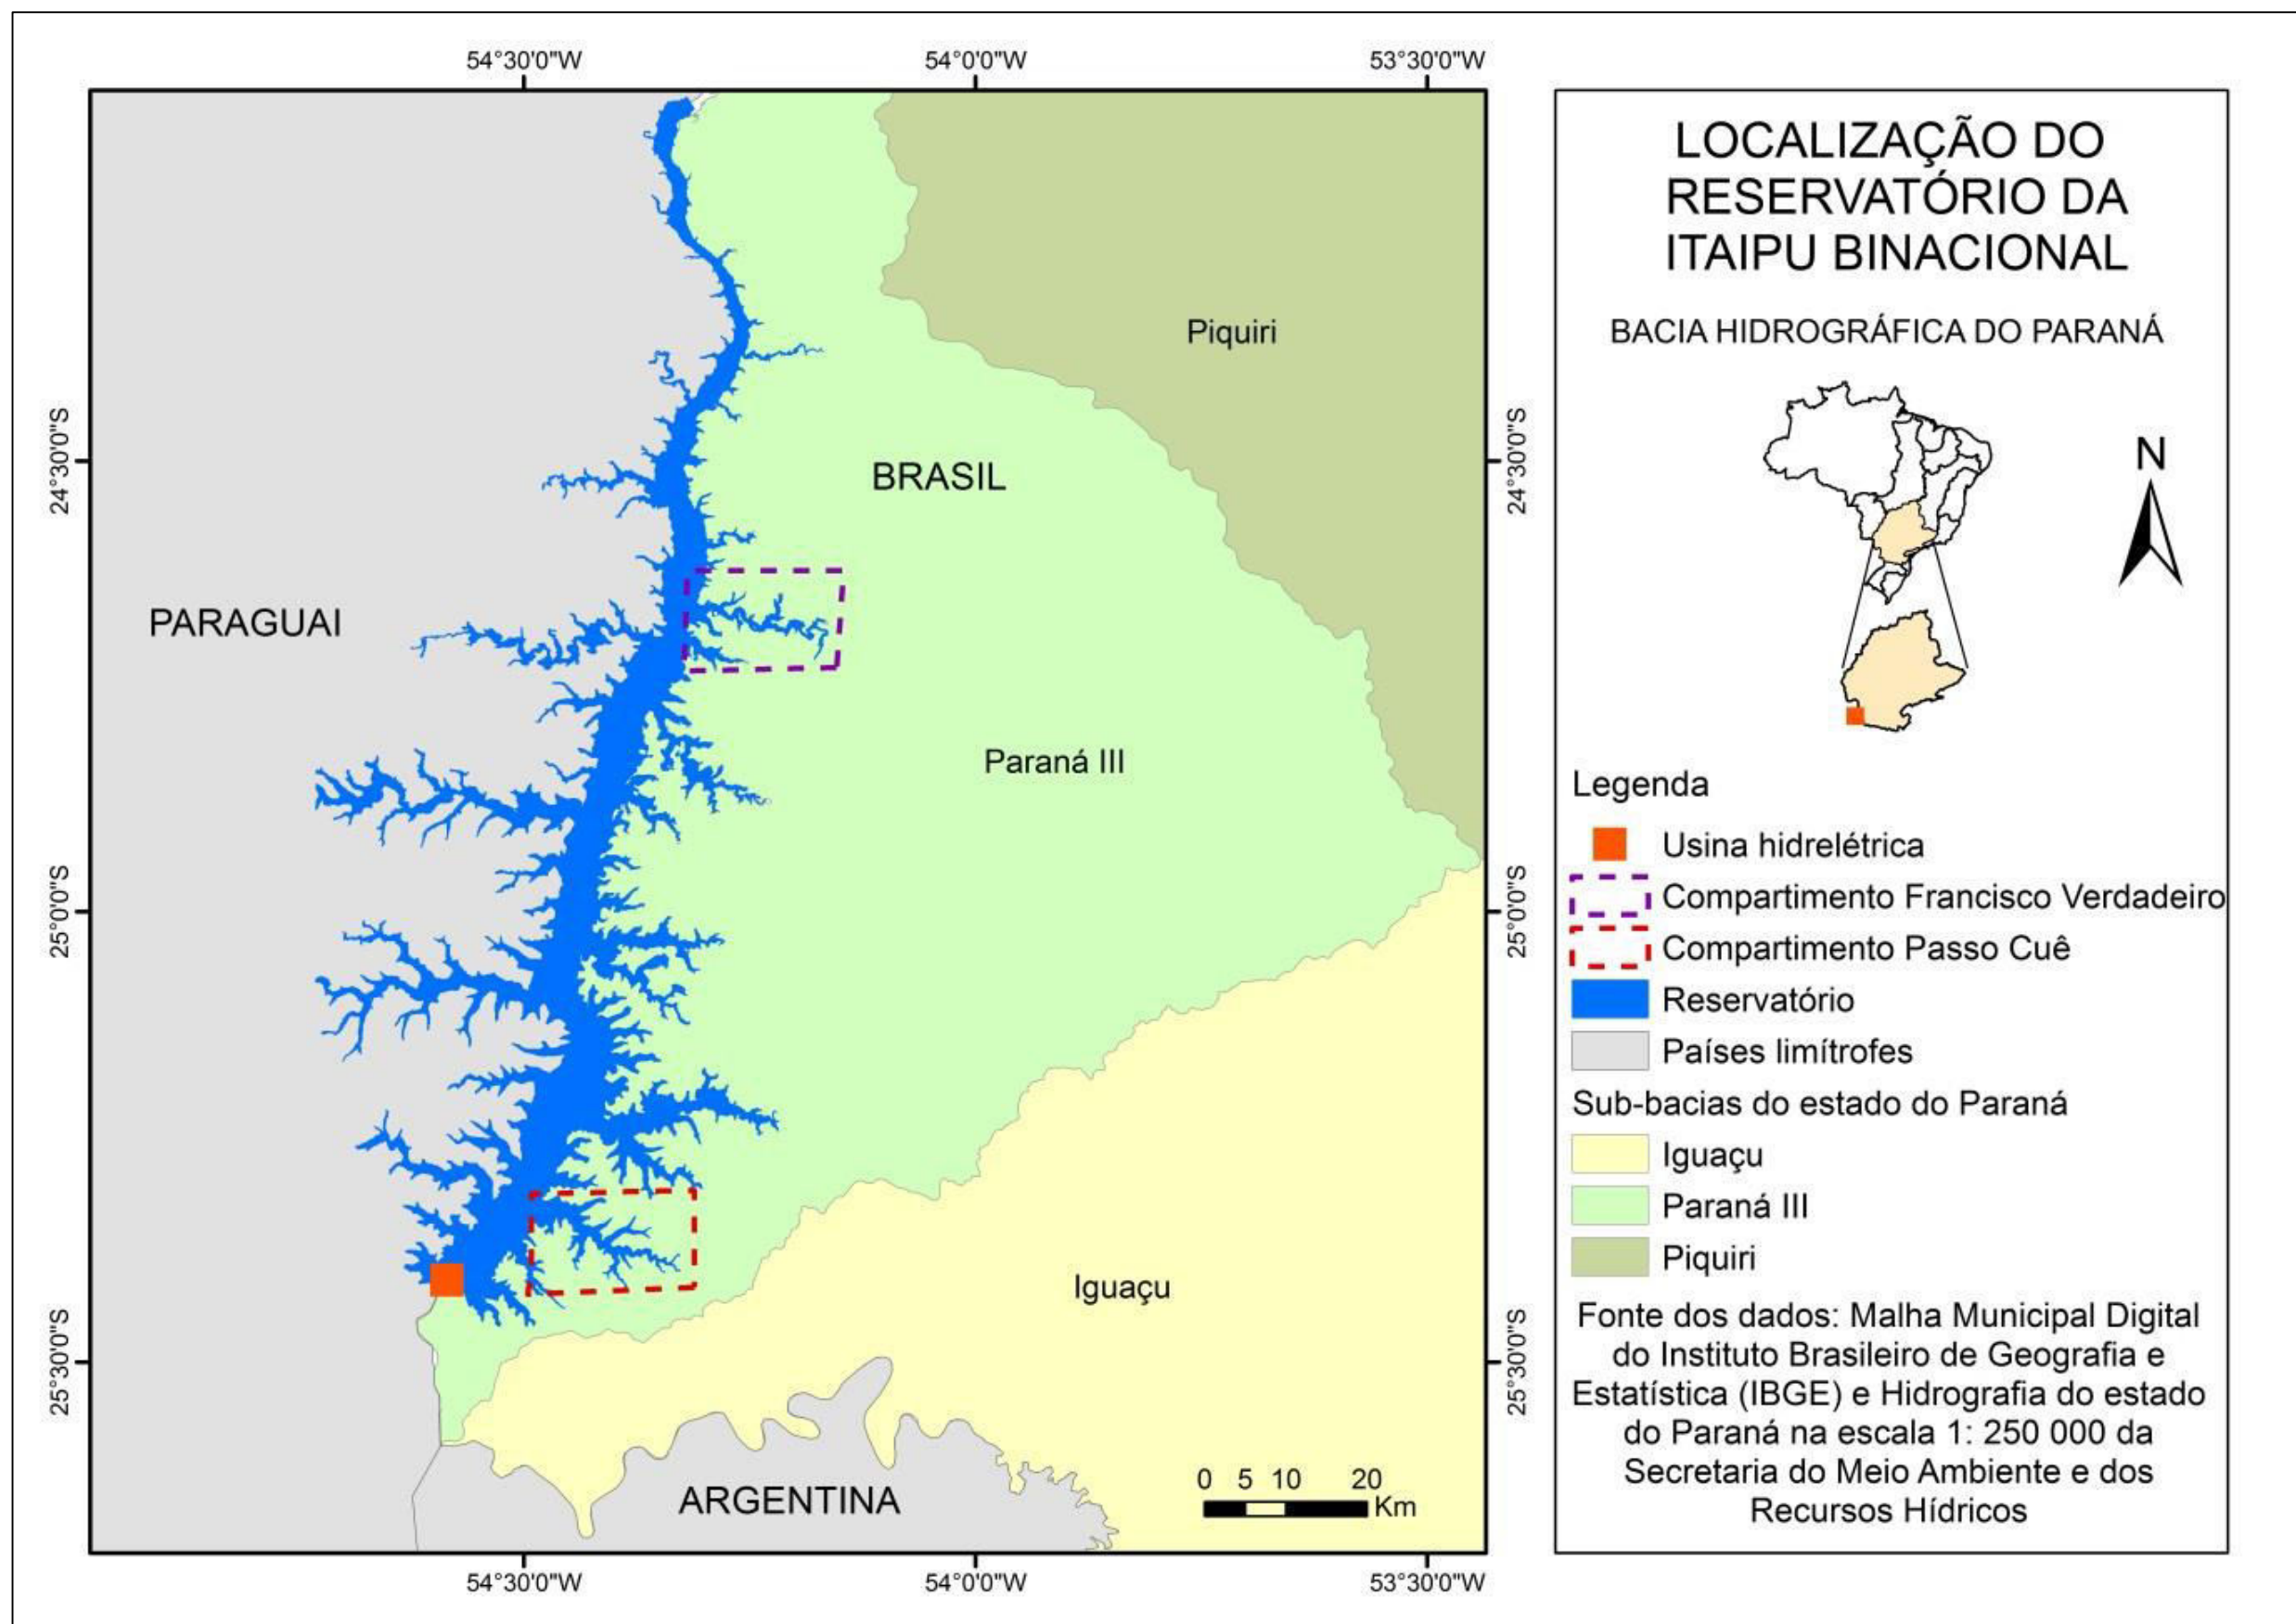 54°30'0"W
54°0'0"W
53°30'0"W
24°30'0"S
25°0'0"S
25°30'0"S
PARAGUAI
BRASIL
Piquiri
Paraná III
Iguaçu
ARGENTINA
0 5 10 20
Km
24°30'0"S
25°0'0"S
25°30'0"S
54°30'0"W
54°0'0"W
53°30'0"W
LOCALIZAÇÃO DO
RESERVATÓRIO DA
ITAIPU BINACIONAL
BACIA HIDROGRÁFICA DO PARANÁ
N
Legenda
Usina hidrelétrica
Compartimento Francisco Verdadeiro
Compartimento Passo Cuê
Reservatório
Países limítrofes
Sub-bacias do estado do Paraná
Iguaçu
Paraná III
Piquiri
Fonte dos dados: Malha Municipal Digital
do Instituto Brasileiro de Geografia e
Estatística (IBGE) e Hidrografia do estado
do Paraná na escala 1: 250 000 da
Secretaria do Meio Ambiente e dos
Recursos Hídricos